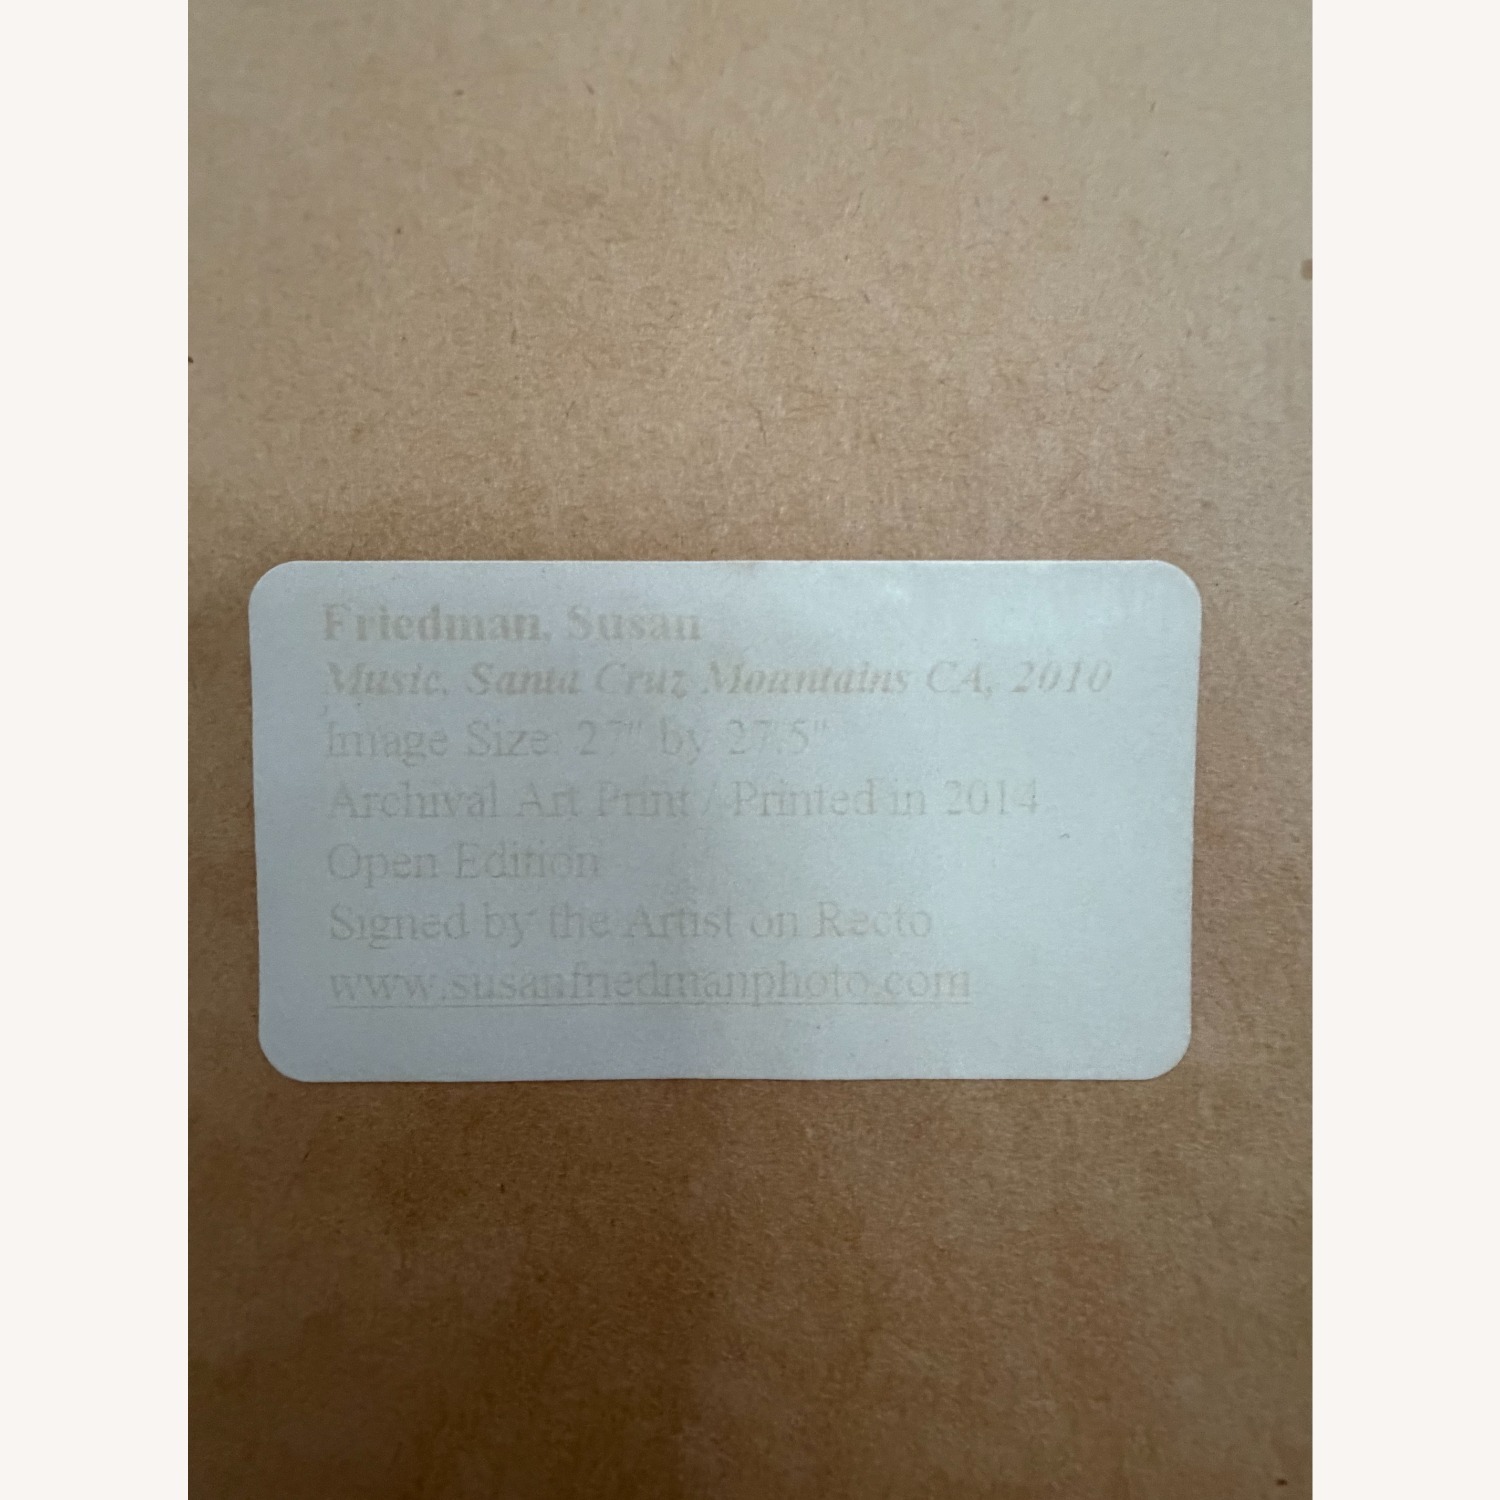 Friedman, Susan
Music, Santa Cruz Mountains CA, 2010
Image Size: 27" by 27.5"
Archival Art Print / Printed in 2014
Open Edition
Signed by the Artist on Recto
www.susanfriedmanphoto.com